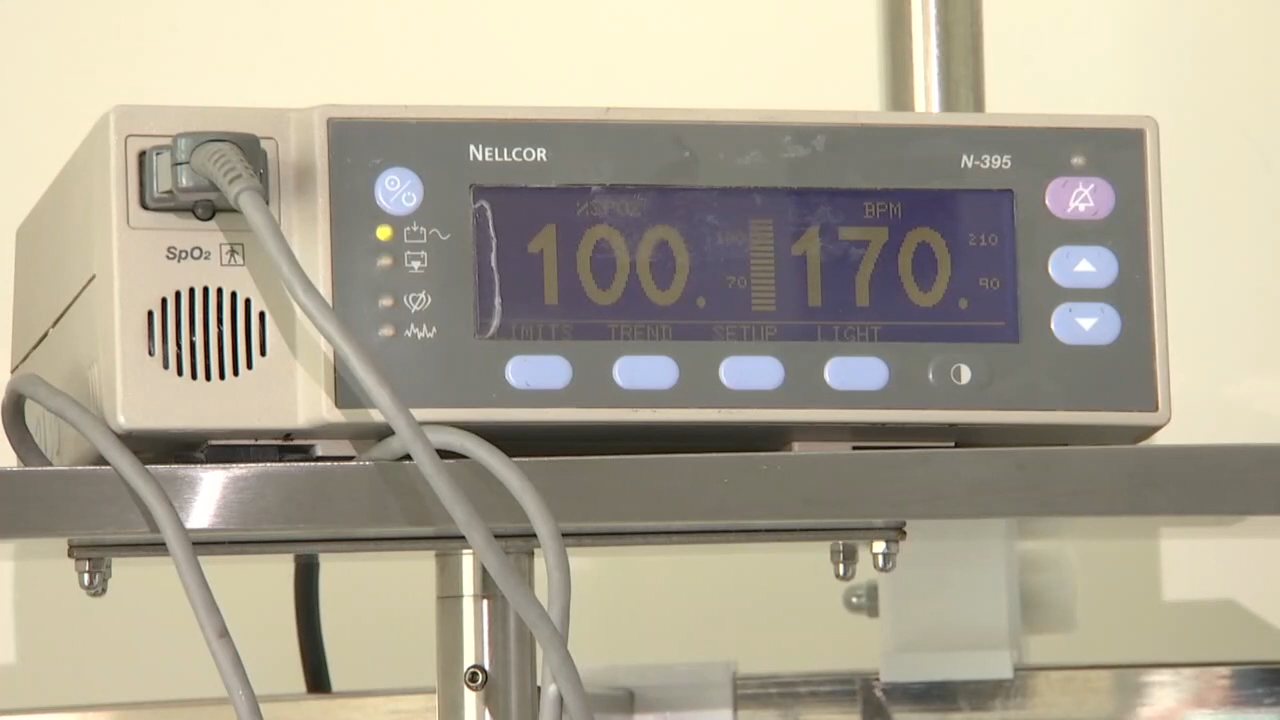 NELLCOR
N-395
SpO2
%SPO2
BPM
100.
100
70
170.
210
90
LIMITS TREND SETUP LIGHT